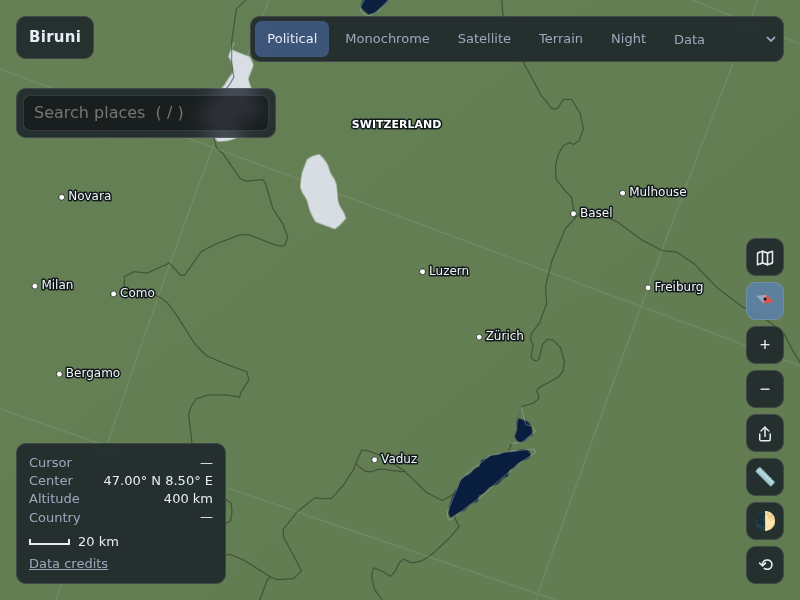 Biruni
Political Monochrome Satellite Terrain Night Data
Search places ( / )
SWITZERLAND
Novara
Mulhouse
Basel
Luzern
Milan
Como
Freiburg
Zürich
+
Bergamo
−
Vaduz
Cursor —
Center 47.00° N 8.50° E
Altitude 400 km
Country —
20 km
Data credits